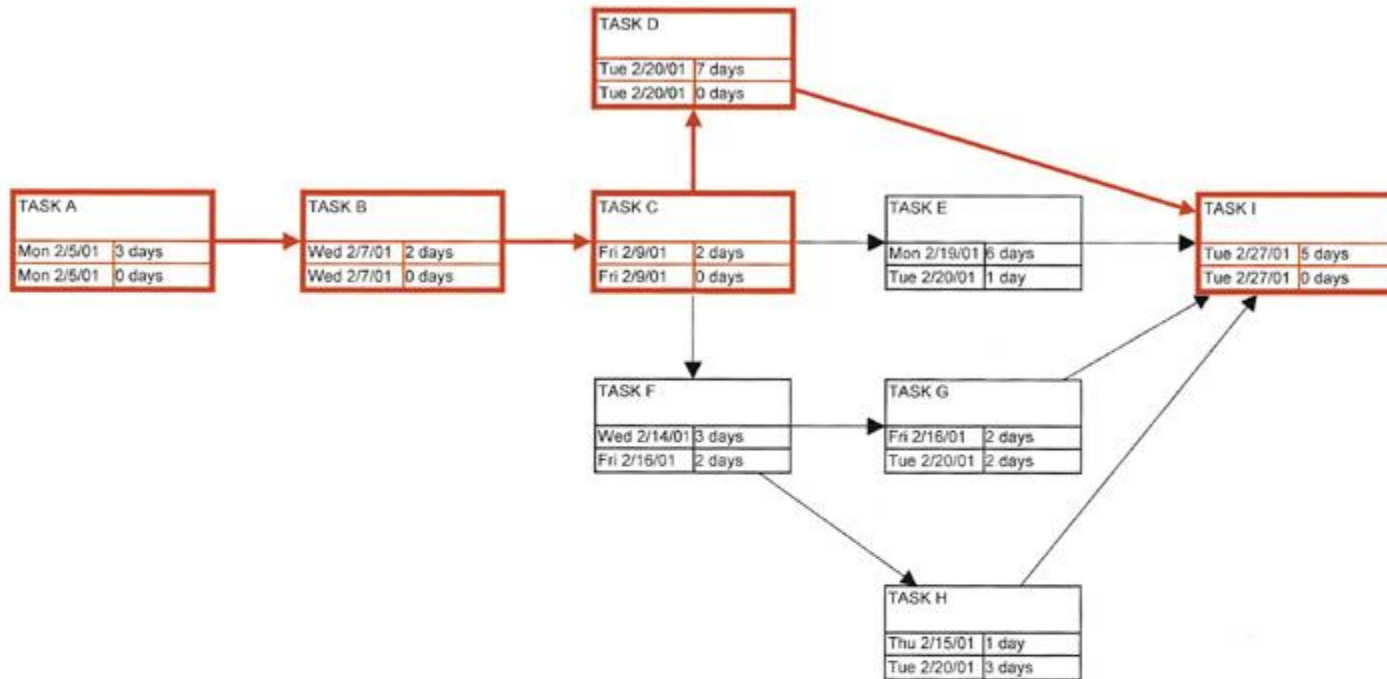 TASK D
Tue 2/20/01 7 days
Tue 2/20/01 0 days
TASK A
Mon 2/5/01 3 days
Mon 2/5/01 0 days
TASK B
Wed 2/7/01 2 days
Wed 2/7/01 0 days
TASK C
Fri 2/9/01 2 days
Fri 2/9/01 0 days
TASK E
Mon 2/19/01 6 days
Tue 2/20/01 1 day
TASK I
Tue 2/27/01 5 days
Tue 2/27/01 0 days
TASK F
Wed 2/14/01 3 days
Fri 2/16/01 2 days
TASK G
Fri 2/16/01 2 days
Tue 2/20/01 2 days
TASK H
Thu 2/15/01 1 day
Tue 2/20/01 3 days